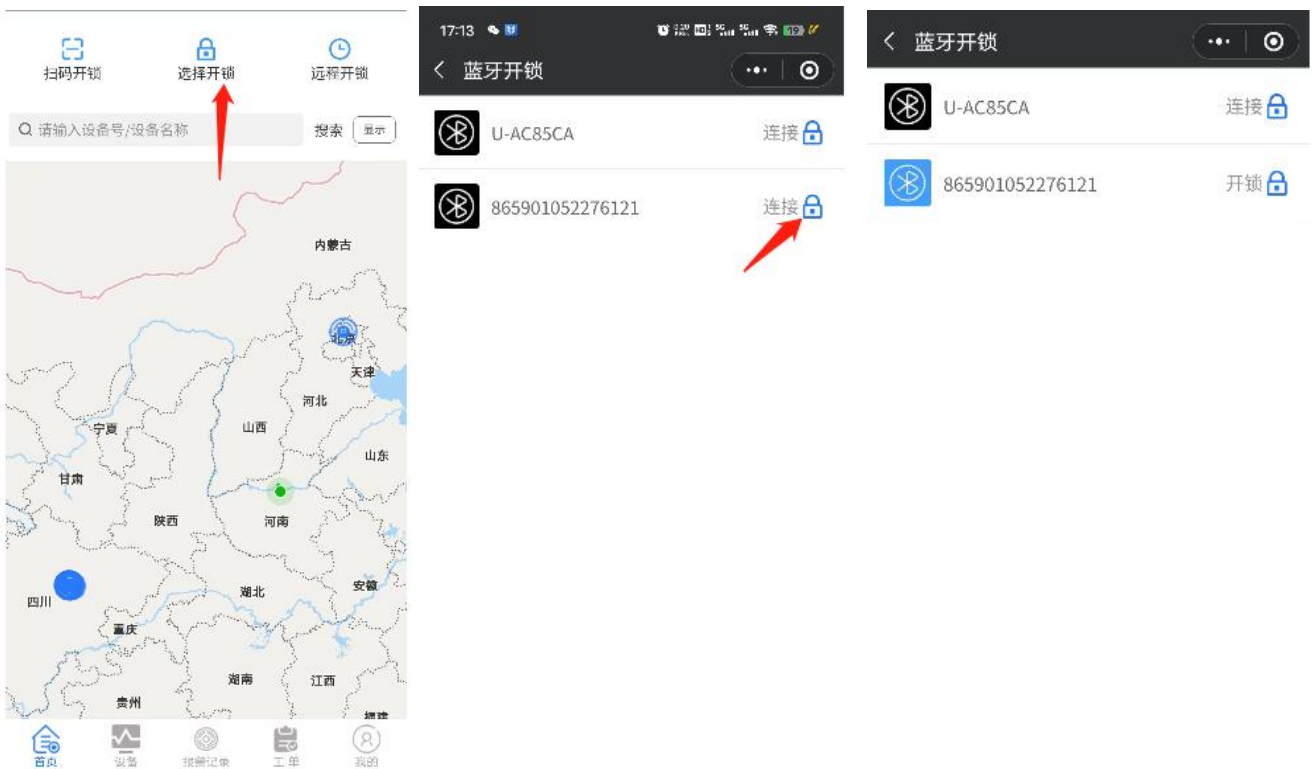 扫码开锁
选择开锁
远程开锁
请输入设备号/设备名称
搜索
显示
内蒙古
北京
天津
河北
山西
宁夏
山东
甘肃
陕西
河南
安徽
湖北
四川
重庆
湖南
江西
贵州
福建
首页
设备
报警记录
工单
我的
17:13
蓝牙开锁
U-AC85CA
连接
865901052276121
连接
蓝牙开锁
U-AC85CA
连接
865901052276121
开锁